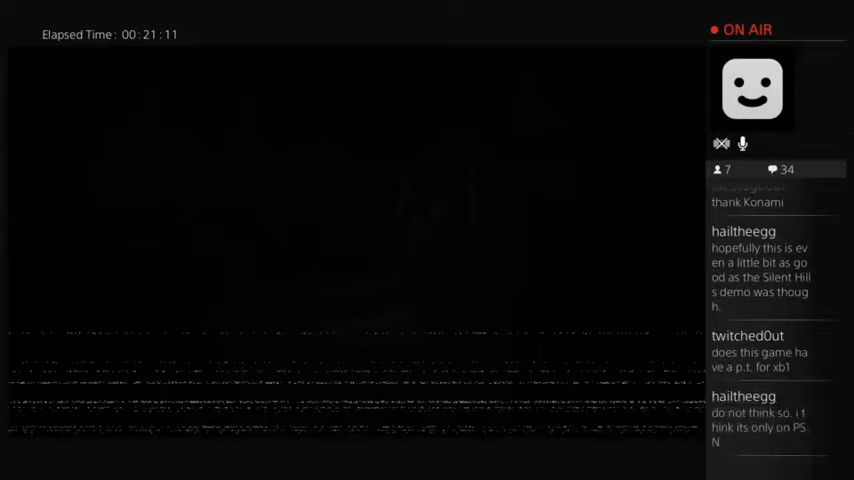 Elapsed Time: 00:21:11
ON AIR
7 34
thank Konami
hailtheegg
hopefully this is ev
en a little bit as go
od as the Silent Hill
s demo was thoug
h.
twitched0ut
does this game ha
ve a p.t. for xb1
hailtheegg
do not think so. i t
hink its only on PS
N